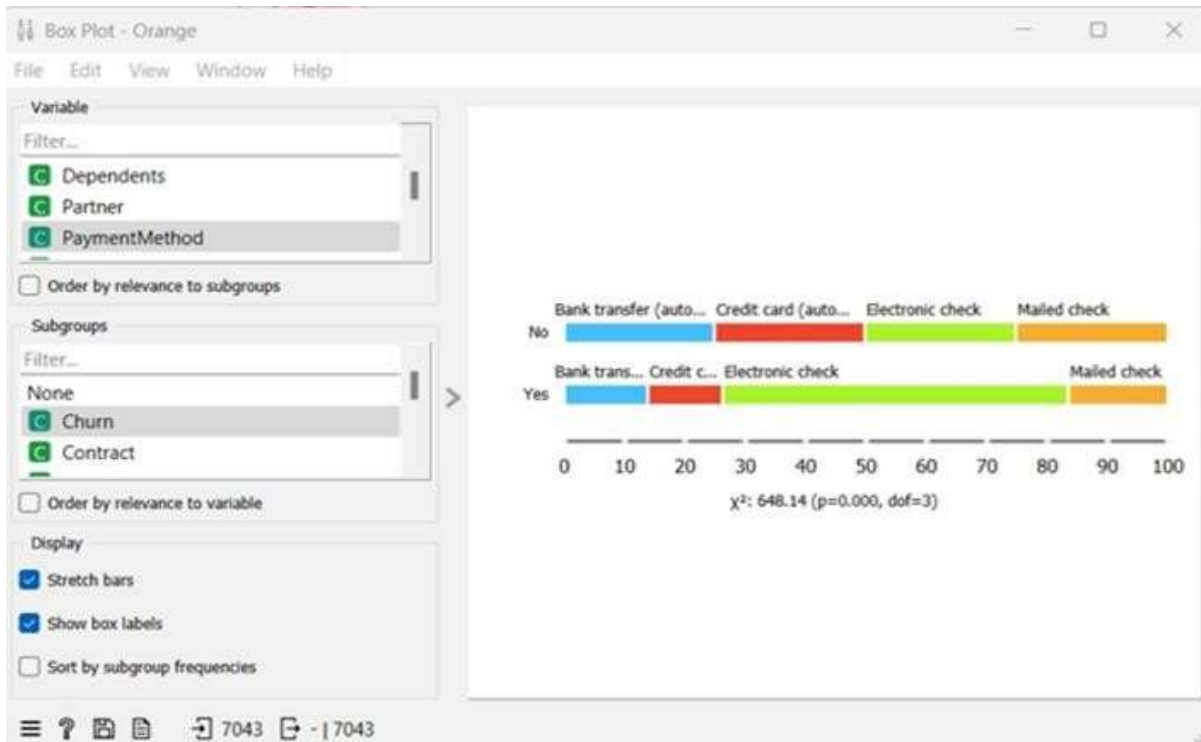 Box Plot - Orange
File Edit View Window Help
Variable
Filter...
Dependents
Partner
PaymentMethod
Order by relevance to subgroups
Subgroups
Filter...
None
Churn
Contract
Order by relevance to variable
Display
Stretch bars
Show box labels
Sort by subgroup frequencies
Bank transfer (auto... Credit card (auto... Electronic check Mailed check
No
Bank trans... Credit c... Electronic check Mailed check
Yes
0 10 20 30 40 50 60 70 80 90 100
χ²: 648.14 (p=0.000, dof=3)
7043 - | 7043